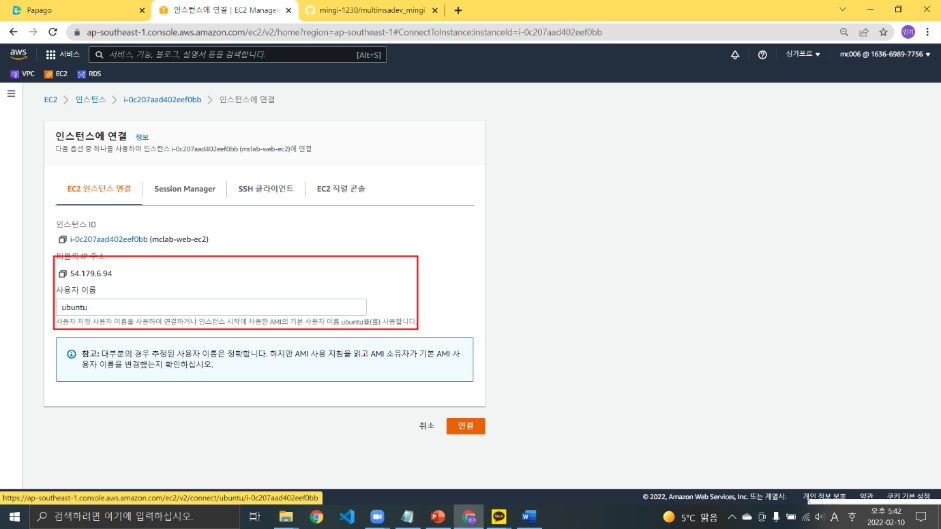 Papago
인스턴스에 연결 | EC2 Manager
mingi-1230/multimsadev_mingi
ap-southeast-1.console.aws.amazon.com/ec2/v2/home?region=ap-southeast-1#ConnectToInstance:instanceId=i-0c207aad402eef0bb
민기
aws 서비스 서비스, 기능, 블로그, 설명서 등을 검색합니다. [Alt+S] 싱가포르 mc006 @ 1636-6989-7756
VPC EC2 RDS
EC2 인스턴스 i-0c207aad402eef0bb 인스턴스에 연결
인스턴스에 연결 정보
다음 옵션 중 하나를 사용하여 인스턴스 i-0c207aad402eef0bb (mclab-web-ec2)에 연결
EC2 인스턴스 연결 Session Manager SSH 클라이언트 EC2 직렬 콘솔
인스턴스 ID
i-0c207aad402eef0bb (mclab-web-ec2)
퍼블릭 IP 주소
54.179.6.94
사용자 이름
ubuntu
사용자 지정 사용자 이름을 사용하여 연결하거나 인스턴스 시작에 사용한 AMI의 기본 사용자 이름 ubuntu을(를) 사용합니다.
참고: 대부분의 경우 추정된 사용자 이름은 정확합니다. 하지만 AMI 사용 지침을 읽고 AMI 소유자가 기본 AMI 사
용자 이름을 변경했는지 확인하십시오.
취소 연결
https://ap-southeast-1.console.aws.amazon.com/ec2/v2/connect/ubuntu/i-0c207aad402eef0bb
© 2022, Amazon Web Services, Inc. 또는 계열사. 개인 정보 보호 약관 쿠키 기본 설정
검색하려면 여기에 입력하십시오.
5°C 맑음
A
오후 5:42
2022-02-10